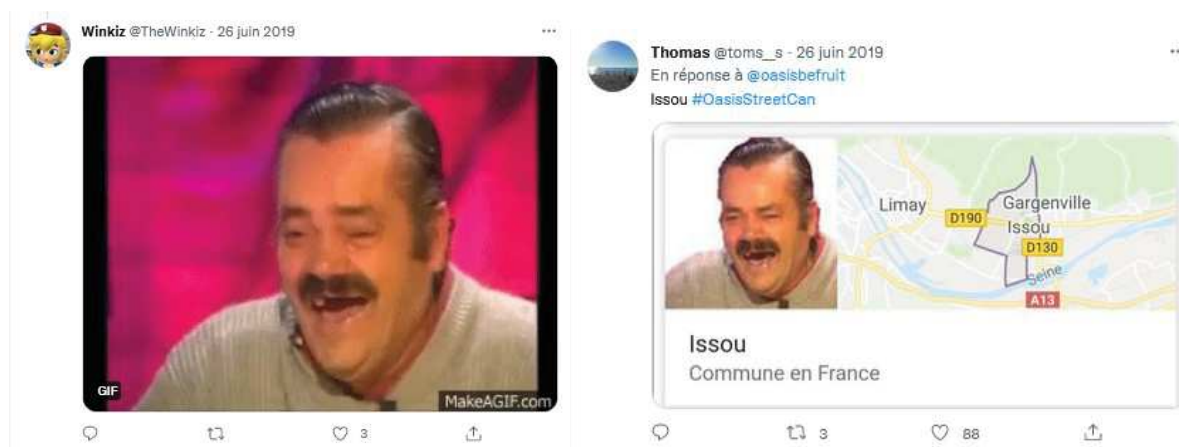 Winkiz @TheWinkiz · 26 juin 2019
GIF
MakeAGIF.com
3
Thomas @toms__s · 26 juin 2019
En réponse à @oasisbefruit
Issou #OasisStreetCan
Limay
D190
Gargenville
Issou
D130
Seine
A13
Issou
Commune en France
3
88